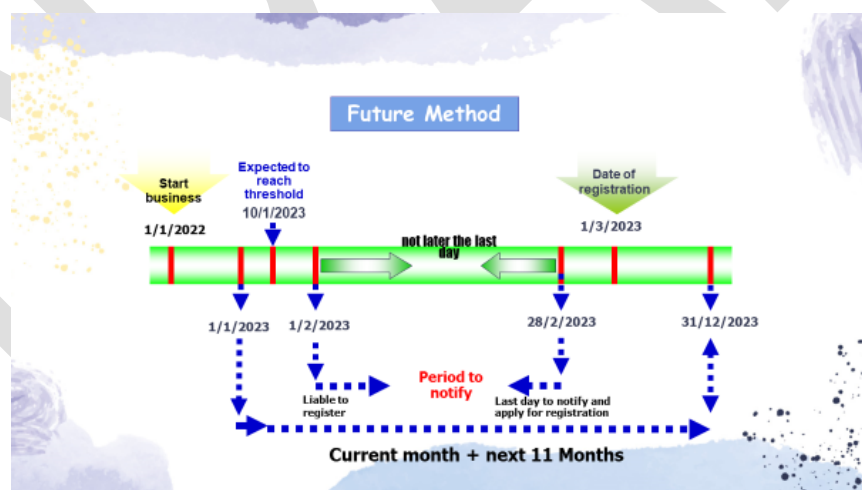 Future Method
Start
business
1/1/2022
Expected to
reach
threshold
10/1/2023
Date of
registration
1/3/2023
not later the last
day
1/1/2023
1/2/2023
28/2/2023
31/12/2023
Liable to
register
Period to
notify
Last day to notify and
apply for registration
Current month + next 11 Months